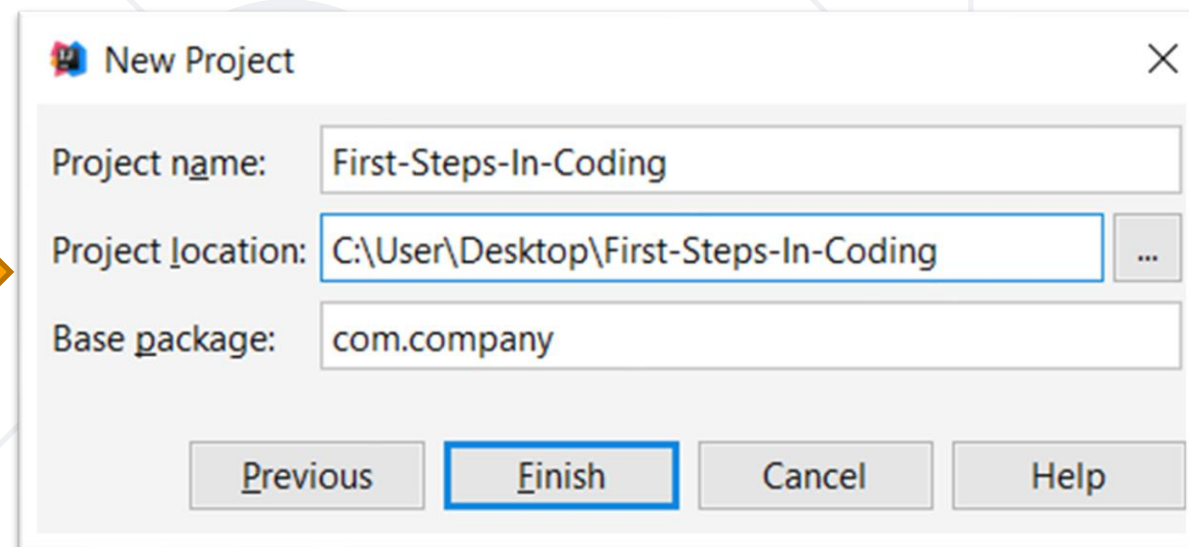 New Project
Project name: First-Steps-In-Coding
Project location: C:\User\Desktop\First-Steps-In-Coding ...
Base package: com.company
Previous Finish Cancel Help